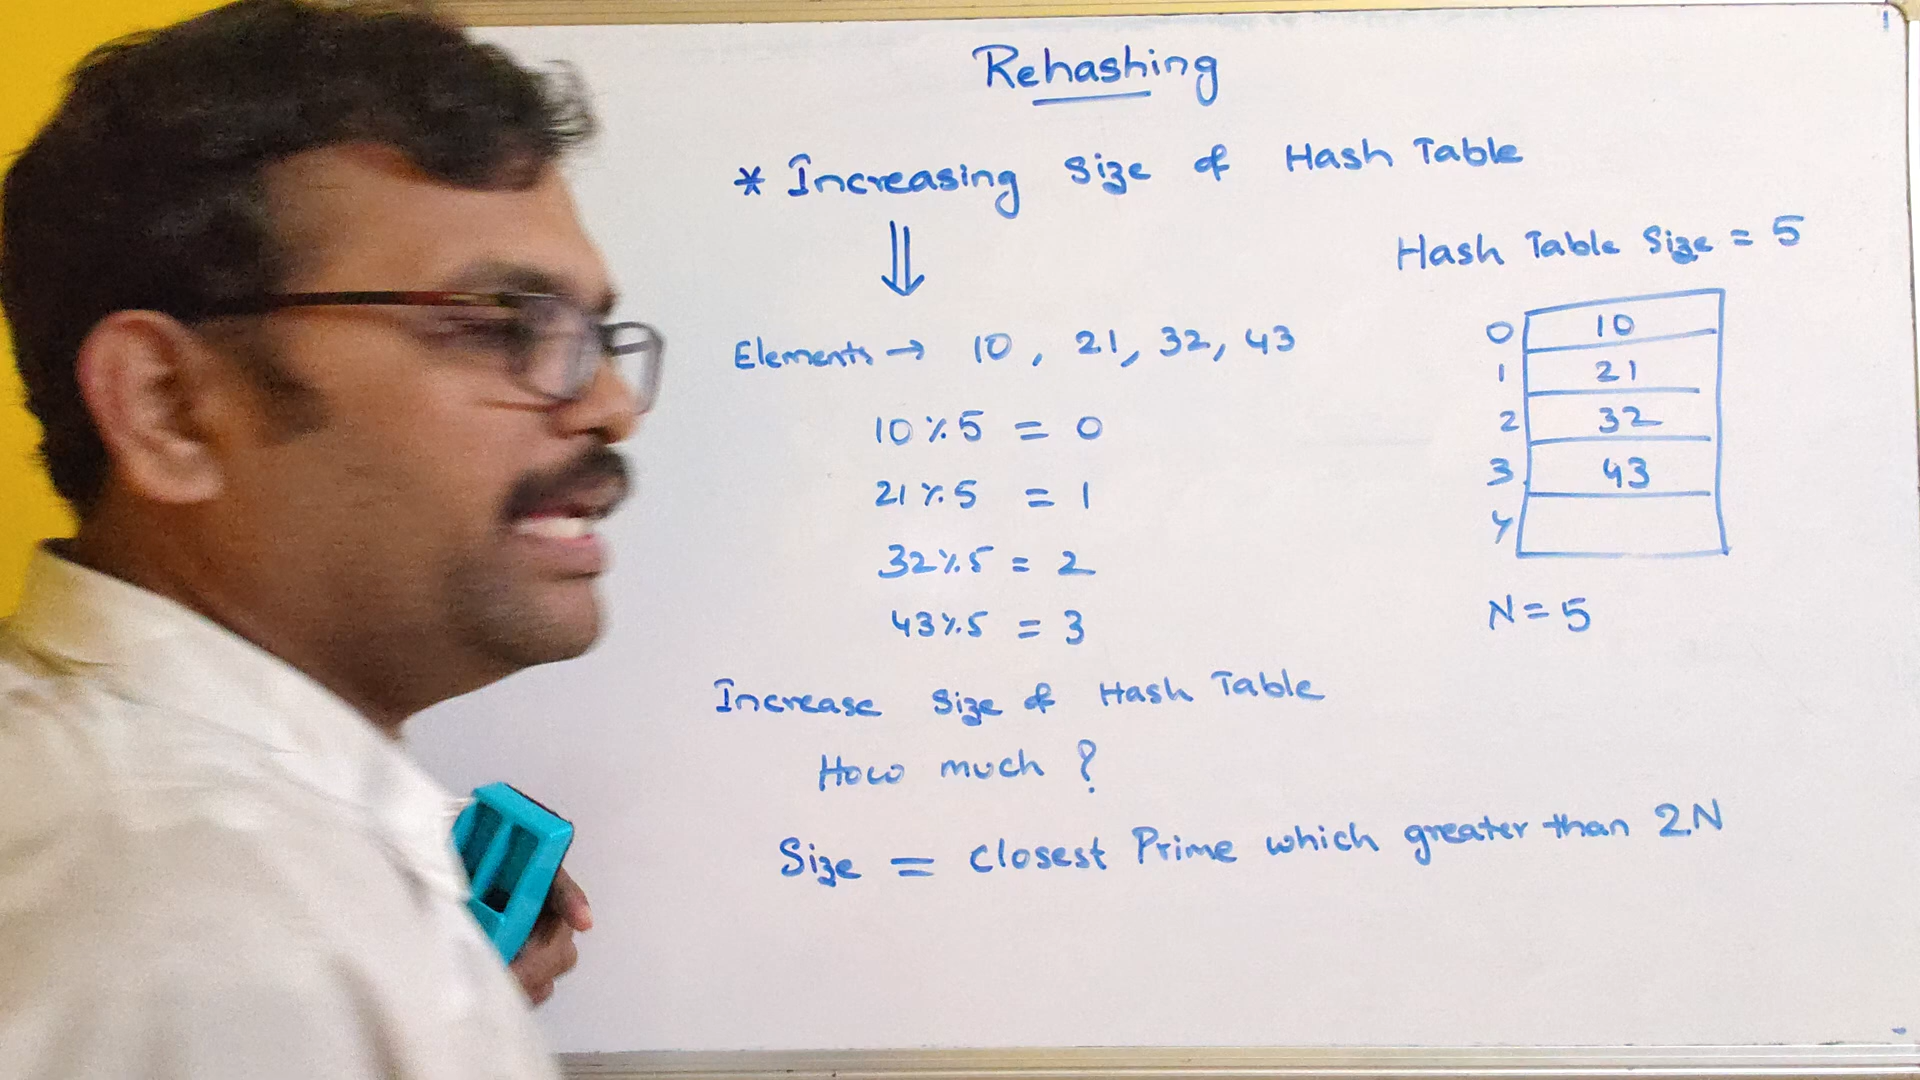 Rehashing
* Increasing Size of Hash Table
⇓
Hash Table Size = 5
Elements → 10, 21, 32, 43
10 % 5 = 0
21 % 5 = 1
32 % 5 = 2
43 % 5 = 3
0 10
1 21
2 32
3 43
4
N = 5
Increase Size of Hash Table
How much ?
Size = Closest Prime which greater than 2N